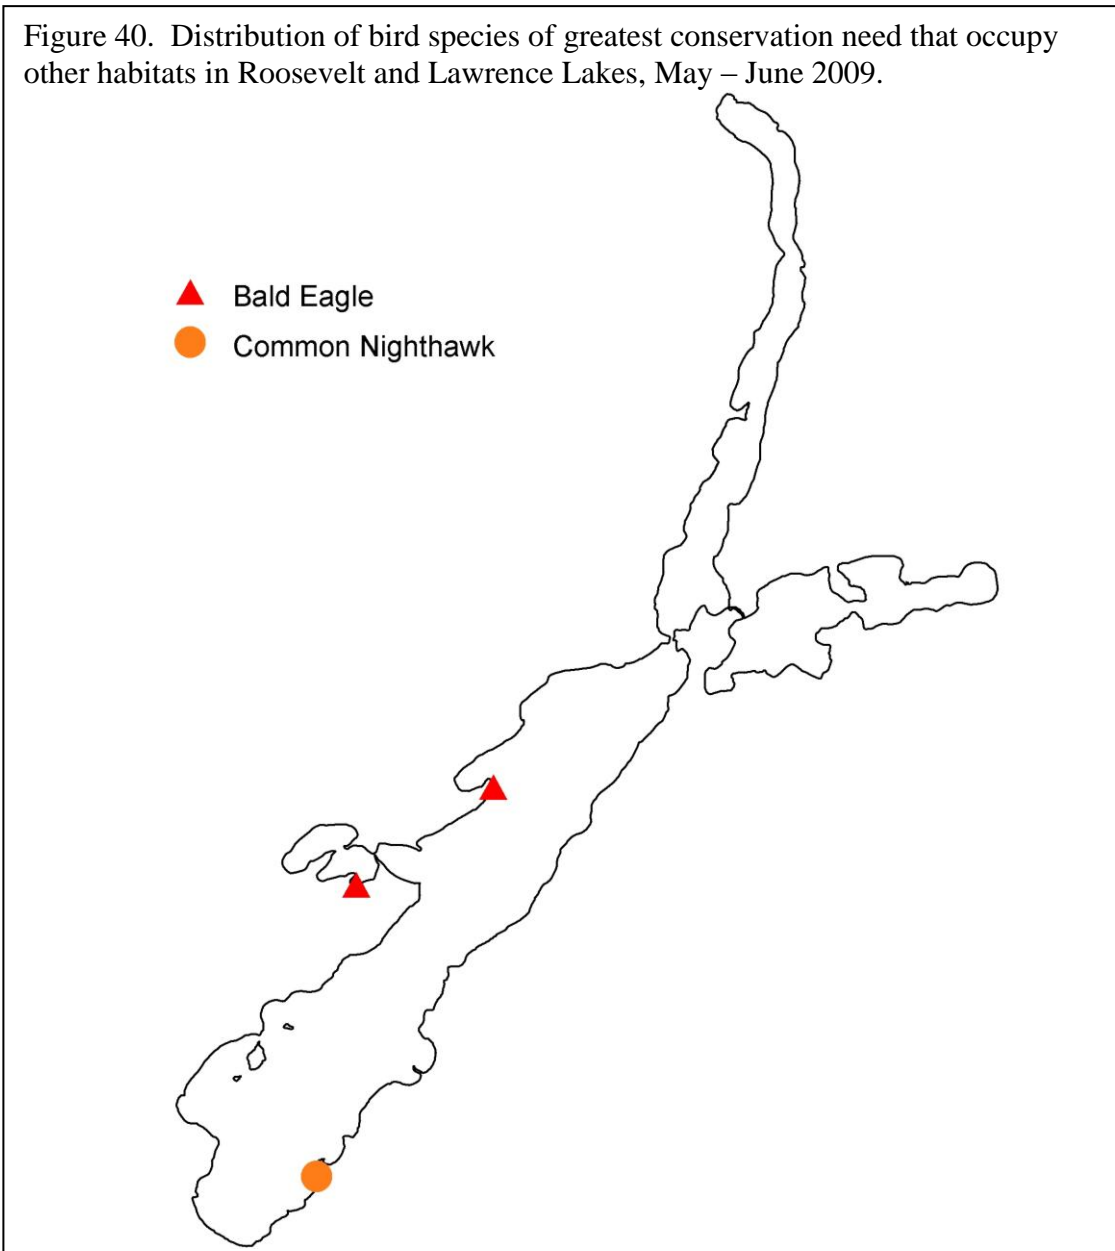 Figure 40.  Distribution of bird species of greatest conservation need that occupy
other habitats in Roosevelt and Lawrence Lakes, May – June 2009.
Bald Eagle
Common Nighthawk